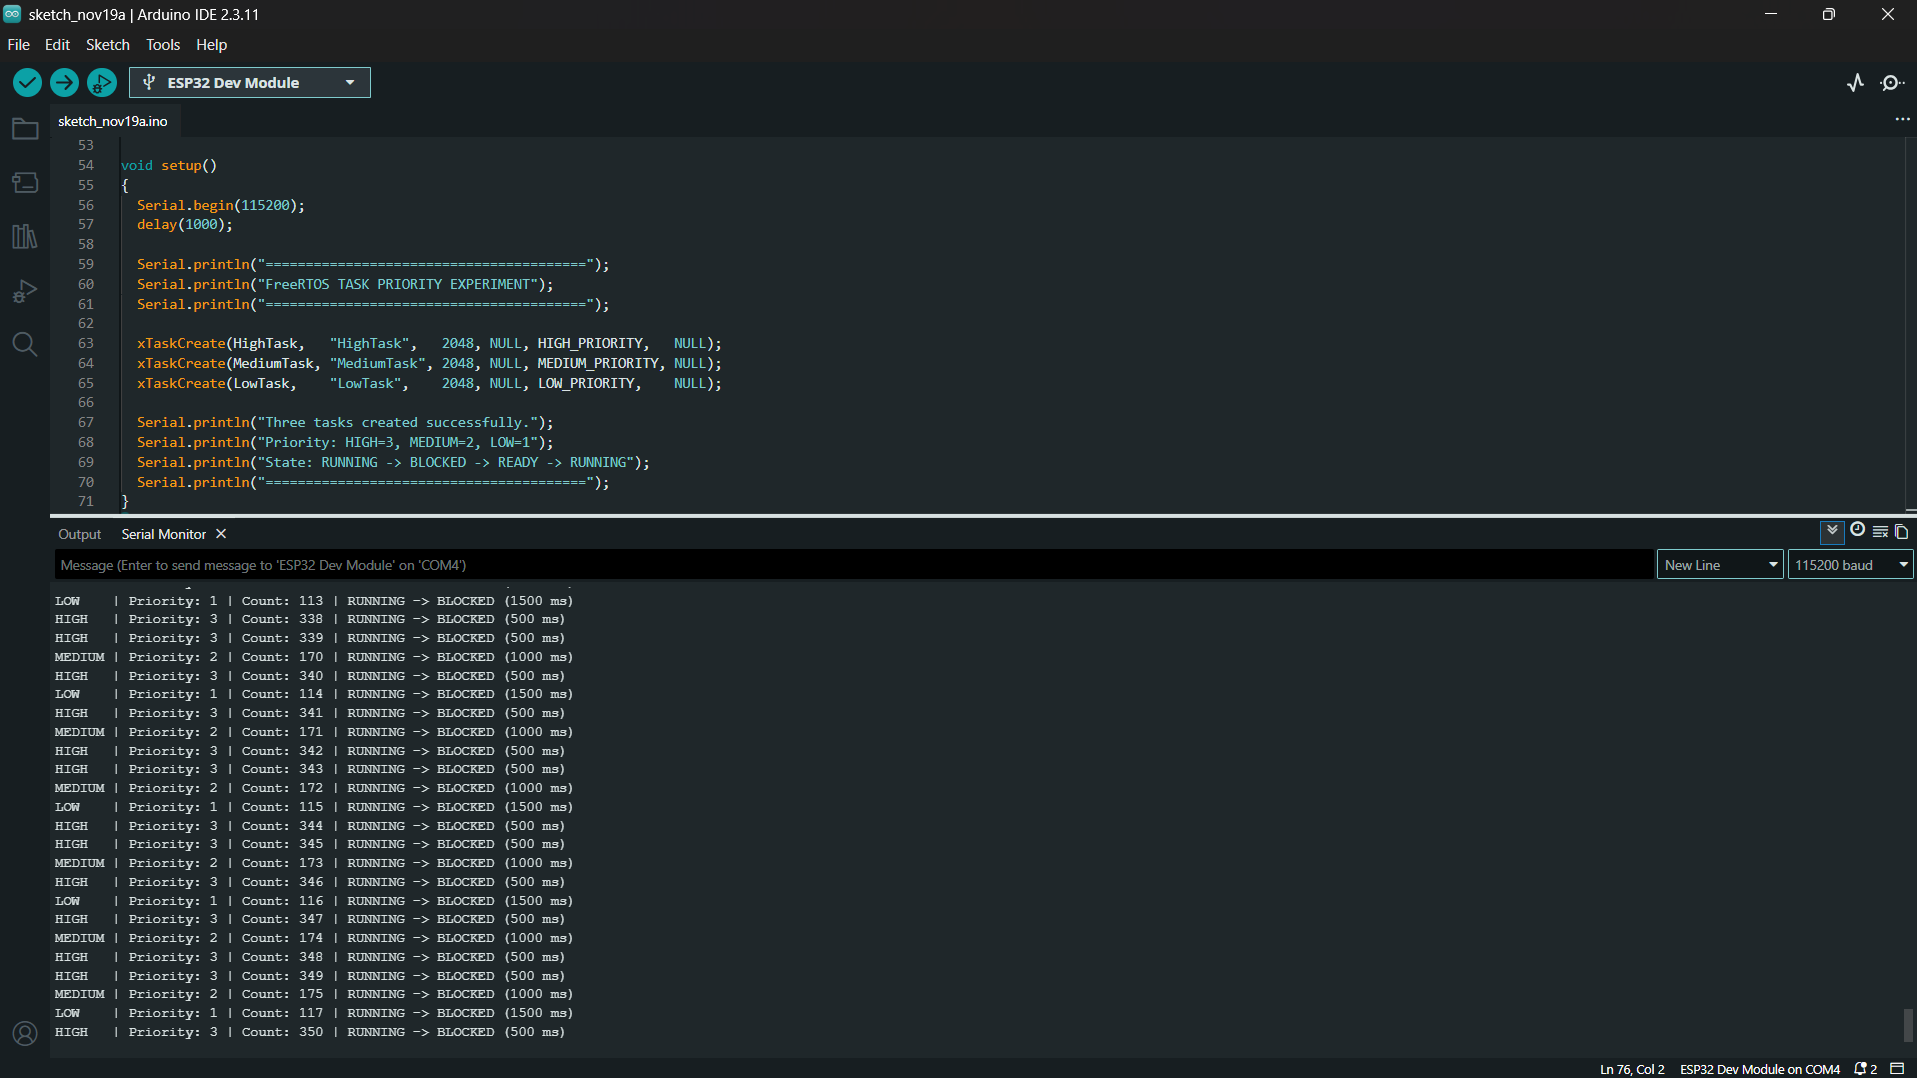 sketch_nov19a | Arduino IDE 2.3.11
File Edit Sketch Tools Help
ESP32 Dev Module
sketch_nov19a.ino
53
54 void setup()
55 {
56 Serial.begin(115200);
57 delay(1000);
58
59 Serial.println("========================================");
60 Serial.println("FreeRTOS TASK PRIORITY EXPERIMENT");
61 Serial.println("========================================");
62
63 xTaskCreate(HighTask, "HighTask", 2048, NULL, HIGH_PRIORITY, NULL);
64 xTaskCreate(MediumTask, "MediumTask", 2048, NULL, MEDIUM_PRIORITY, NULL);
65 xTaskCreate(LowTask, "LowTask", 2048, NULL, LOW_PRIORITY, NULL);
66
67 Serial.println("Three tasks created successfully.");
68 Serial.println("Priority: HIGH=3, MEDIUM=2, LOW=1");
69 Serial.println("State: RUNNING -> BLOCKED -> READY -> RUNNING");
70 Serial.println("========================================");
71 }
Output Serial Monitor
Message (Enter to send message to 'ESP32 Dev Module' on 'COM4') New Line 115200 baud
LOW | Priority: 1 | Count: 113 | RUNNING -> BLOCKED (1500 ms)
HIGH | Priority: 3 | Count: 338 | RUNNING -> BLOCKED (500 ms)
HIGH | Priority: 3 | Count: 339 | RUNNING -> BLOCKED (500 ms)
MEDIUM | Priority: 2 | Count: 170 | RUNNING -> BLOCKED (1000 ms)
HIGH | Priority: 3 | Count: 340 | RUNNING -> BLOCKED (500 ms)
LOW | Priority: 1 | Count: 114 | RUNNING -> BLOCKED (1500 ms)
HIGH | Priority: 3 | Count: 341 | RUNNING -> BLOCKED (500 ms)
MEDIUM | Priority: 2 | Count: 171 | RUNNING -> BLOCKED (1000 ms)
HIGH | Priority: 3 | Count: 342 | RUNNING -> BLOCKED (500 ms)
HIGH | Priority: 3 | Count: 343 | RUNNING -> BLOCKED (500 ms)
MEDIUM | Priority: 2 | Count: 172 | RUNNING -> BLOCKED (1000 ms)
LOW | Priority: 1 | Count: 115 | RUNNING -> BLOCKED (1500 ms)
HIGH | Priority: 3 | Count: 344 | RUNNING -> BLOCKED (500 ms)
HIGH | Priority: 3 | Count: 345 | RUNNING -> BLOCKED (500 ms)
MEDIUM | Priority: 2 | Count: 173 | RUNNING -> BLOCKED (1000 ms)
HIGH | Priority: 3 | Count: 346 | RUNNING -> BLOCKED (500 ms)
LOW | Priority: 1 | Count: 116 | RUNNING -> BLOCKED (1500 ms)
HIGH | Priority: 3 | Count: 347 | RUNNING -> BLOCKED (500 ms)
MEDIUM | Priority: 2 | Count: 174 | RUNNING -> BLOCKED (1000 ms)
HIGH | Priority: 3 | Count: 348 | RUNNING -> BLOCKED (500 ms)
HIGH | Priority: 3 | Count: 349 | RUNNING -> BLOCKED (500 ms)
MEDIUM | Priority: 2 | Count: 175 | RUNNING -> BLOCKED (1000 ms)
LOW | Priority: 1 | Count: 117 | RUNNING -> BLOCKED (1500 ms)
HIGH | Priority: 3 | Count: 350 | RUNNING -> BLOCKED (500 ms)
Ln 76, Col 2 ESP32 Dev Module on COM4 2